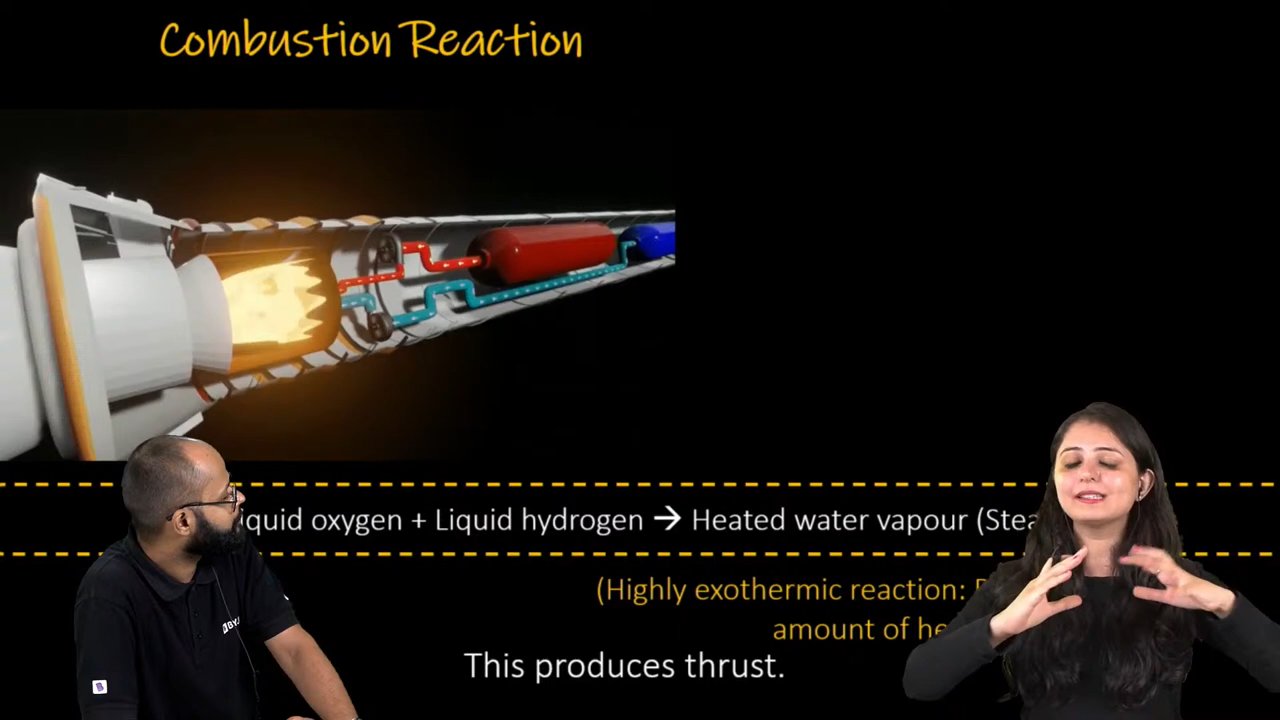 Combustion Reaction
quid oxygen + Liquid hydrogen → Heated water vapour (Stea
(Highly exothermic reaction:
amount of he
This produces thrust.